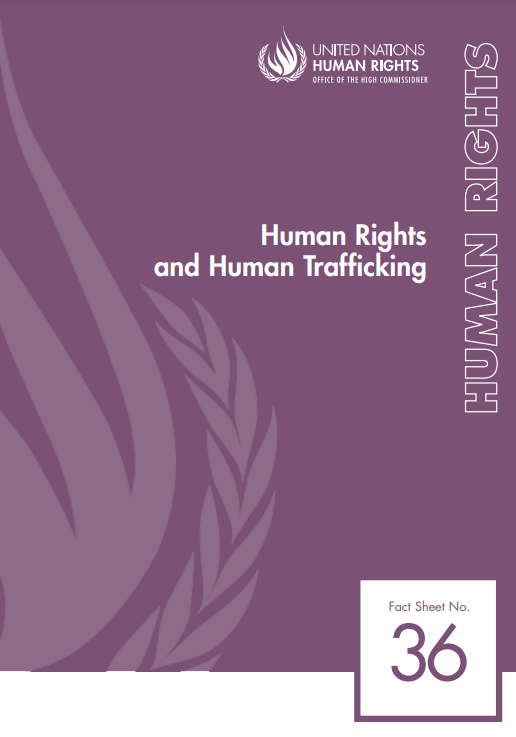 UNITED NATIONS
HUMAN RIGHTS
OFFICE OF THE HIGH COMMISSIONER
HUMAN RIGHTS
Human Rights
and Human Trafficking
Fact Sheet No.
36